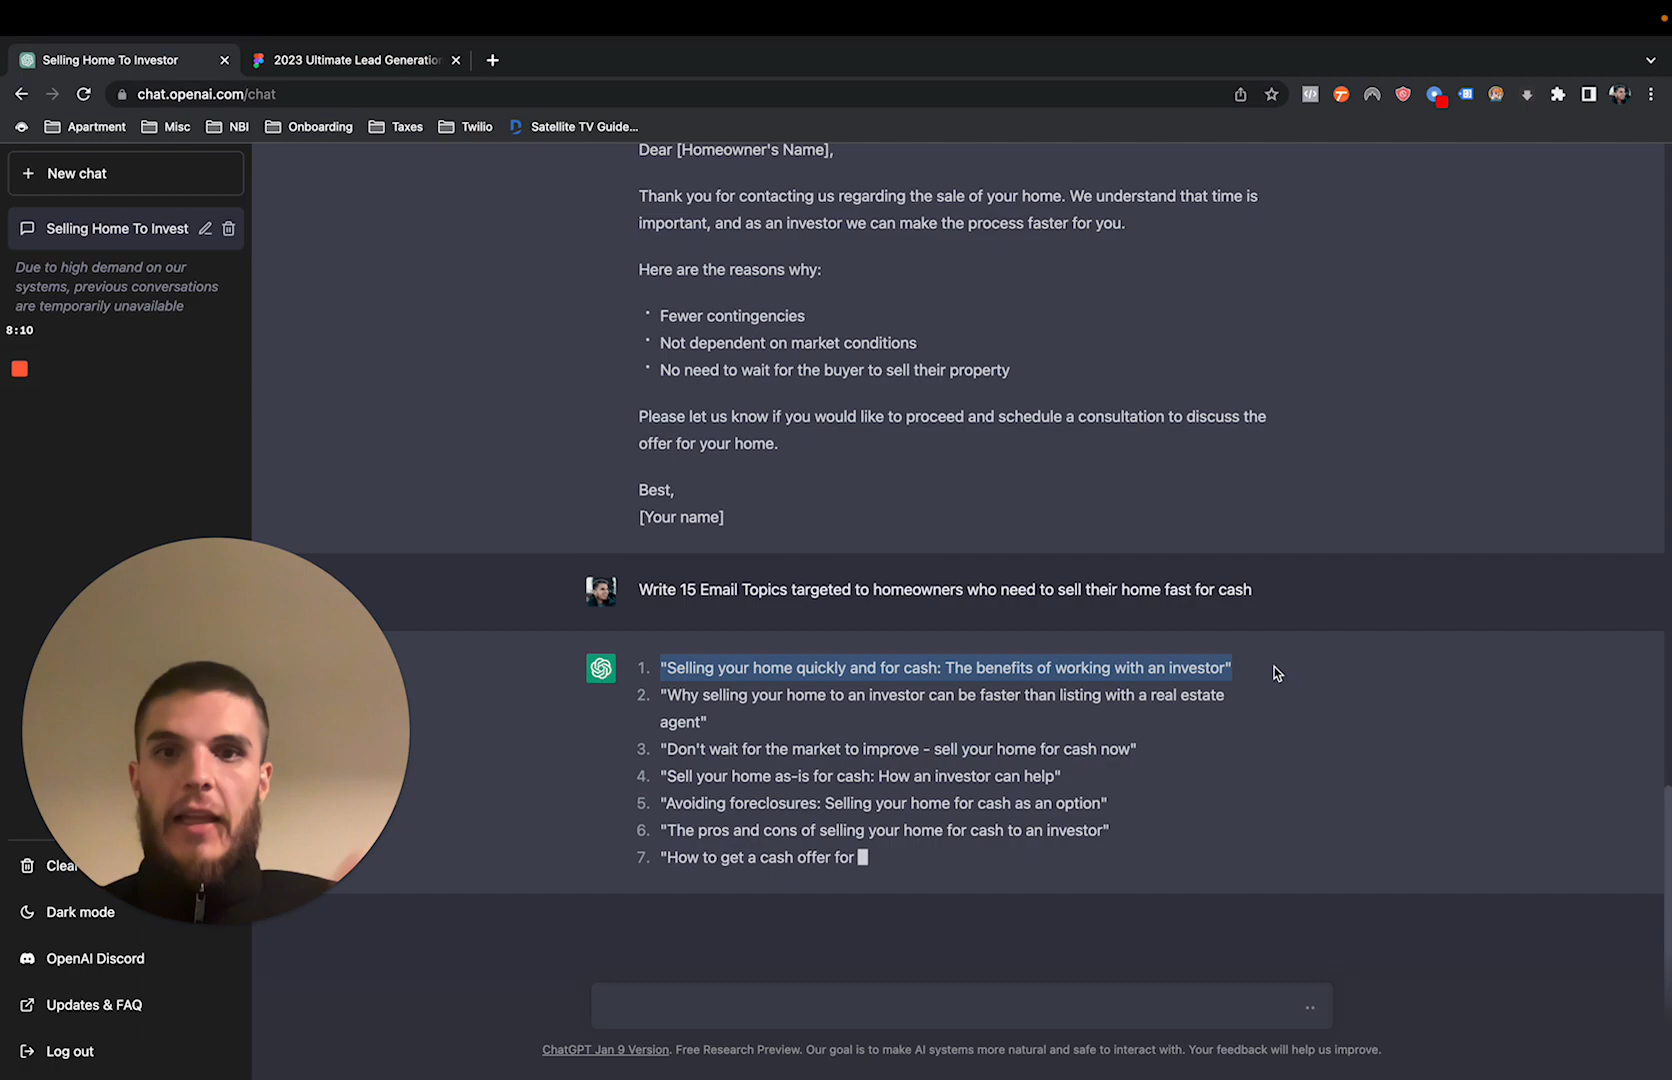 Selling Home To Investor
2023 Ultimate Lead Generation
chat.openai.com/chat
Apartment
Misc
NBI
Onboarding
Taxes
Twilio
Satellite TV Guide...
New chat
Selling Home To Invest
Due to high demand on our
systems, previous conversations
are temporarily unavailable
8:10
Dear [Homeowner's Name],
Thank you for contacting us regarding the sale of your home. We understand that time is
important, and as an investor we can make the process faster for you.
Here are the reasons why:
• Fewer contingencies
• Not dependent on market conditions
• No need to wait for the buyer to sell their property
Please let us know if you would like to proceed and schedule a consultation to discuss the
offer for your home.
Best,
[Your name]
Write 15 Email Topics targeted to homeowners who need to sell their home fast for cash
1. "Selling your home quickly and for cash: The benefits of working with an investor"
2. "Why selling your home to an investor can be faster than listing with a real estate
agent"
3. "Don't wait for the market to improve - sell your home for cash now"
4. "Sell your home as-is for cash: How an investor can help"
5. "Avoiding foreclosures: Selling your home for cash as an option"
6. "The pros and cons of selling your home for cash to an investor"
7. "How to get a cash offer for
Clear
Dark mode
OpenAI Discord
Updates & FAQ
Log out
ChatGPT Jan 9 Version. Free Research Preview. Our goal is to make AI systems more natural and safe to interact with. Your feedback will help us improve.